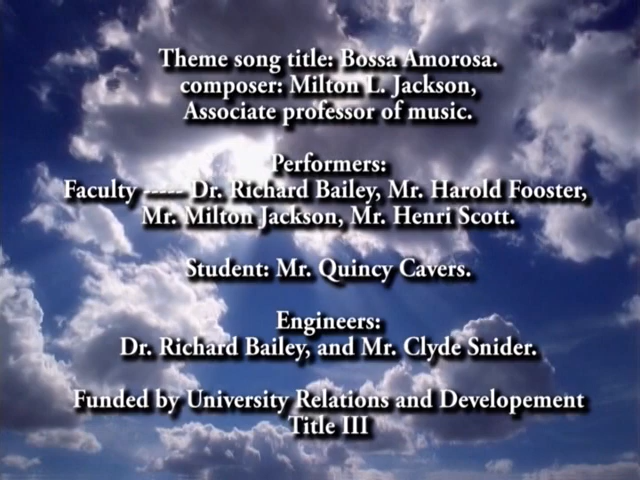 Theme song title: Bossa Amorosa.
composer: Milton L. Jackson,
Associate professor of music.
Performers:
Faculty ----- Dr. Richard Bailey, Mr. Harold Fooster,
Mr. Milton Jackson, Mr. Henri Scott.
Student: Mr. Quincy Cavers.
Engineers:
Dr. Richard Bailey, and Mr. Clyde Snider.
Funded by University Relations and Developement
Title III